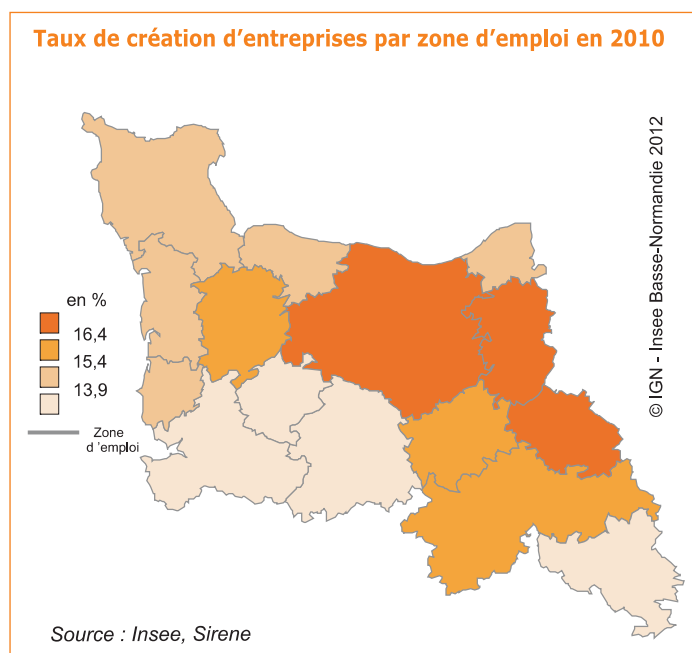 Taux de création d’entreprises par zone d’emploi en 2010
© IGN - Insee Basse-Normandie 2012
en %
16,4
15,4
13,9
Zone
d ’emploi
Source : Insee, Sirene